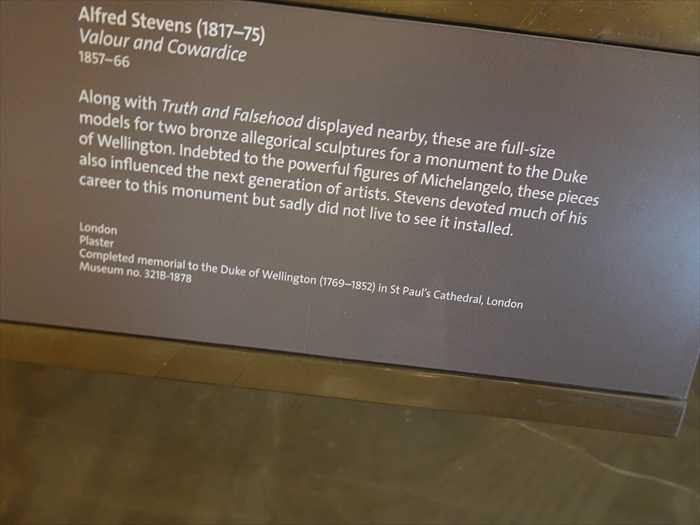 Alfred Stevens (1817–75)
Valour and Cowardice
1857–66
Along with Truth and Falsehood displayed nearby, these are full-size
models for two bronze allegorical sculptures for a monument to the Duke
of Wellington. Indebted to the powerful figures of Michelangelo, these pieces
also influenced the next generation of artists. Stevens devoted much of his
career to this monument but sadly did not live to see it installed.
London
Plaster
Completed memorial to the Duke of Wellington (1769–1852) in St Paul's Cathedral, London
Museum no. 321B-1878